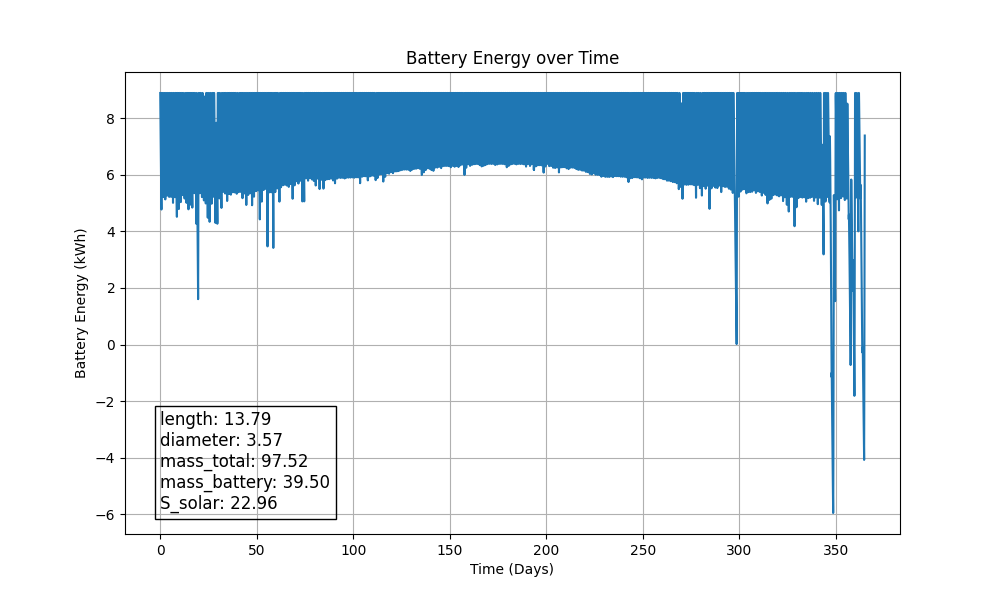 Battery Energy over Time
Battery Energy (kWh)
8
6
4
2
0
−2
−4
−6
length: 13.79
diameter: 3.57
mass_total: 97.52
mass_battery: 39.50
S_solar: 22.96
0 50 100 150 200 250 300 350
Time (Days)